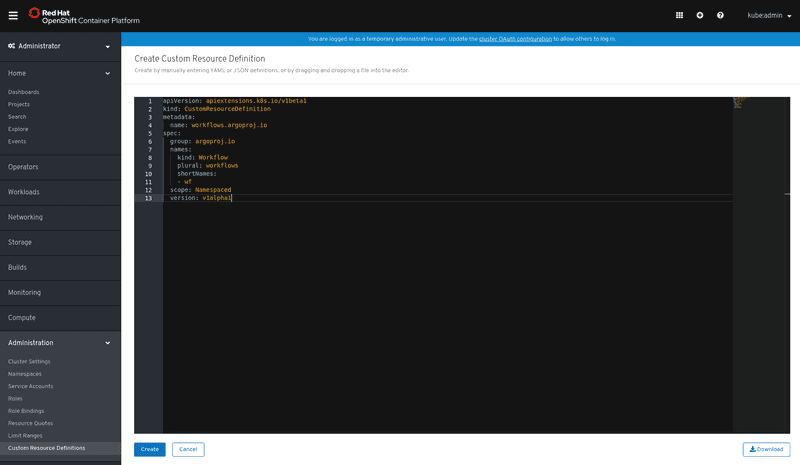 Red Hat
OpenShift Container Platform
kube:admin
You are logged in as a temporary administrative user. Update the cluster OAuth configuration to allow others to log in.
Administrator
Home
Dashboards
Projects
Search
Explore
Events
Operators
Workloads
Networking
Storage
Builds
Monitoring
Compute
Administration
Cluster Settings
Namespaces
Service Accounts
Roles
Role Bindings
Resource Quotas
Limit Ranges
Custom Resource Definitions
Create Custom Resource Definition
Create by manually entering YAML or JSON definitions, or by dragging and dropping a file into the editor.
1 apiVersion: apiextensions.k8s.io/v1beta1
2 kind: CustomResourceDefinition
3 metadata:
4 name: workflows.argoproj.io
5 spec:
6 group: argoproj.io
7 names:
8 kind: Workflow
9 plural: workflows
10 shortNames:
11 - wf
12 scope: Namespaced
13 version: v1alpha1
Create
Cancel
Download